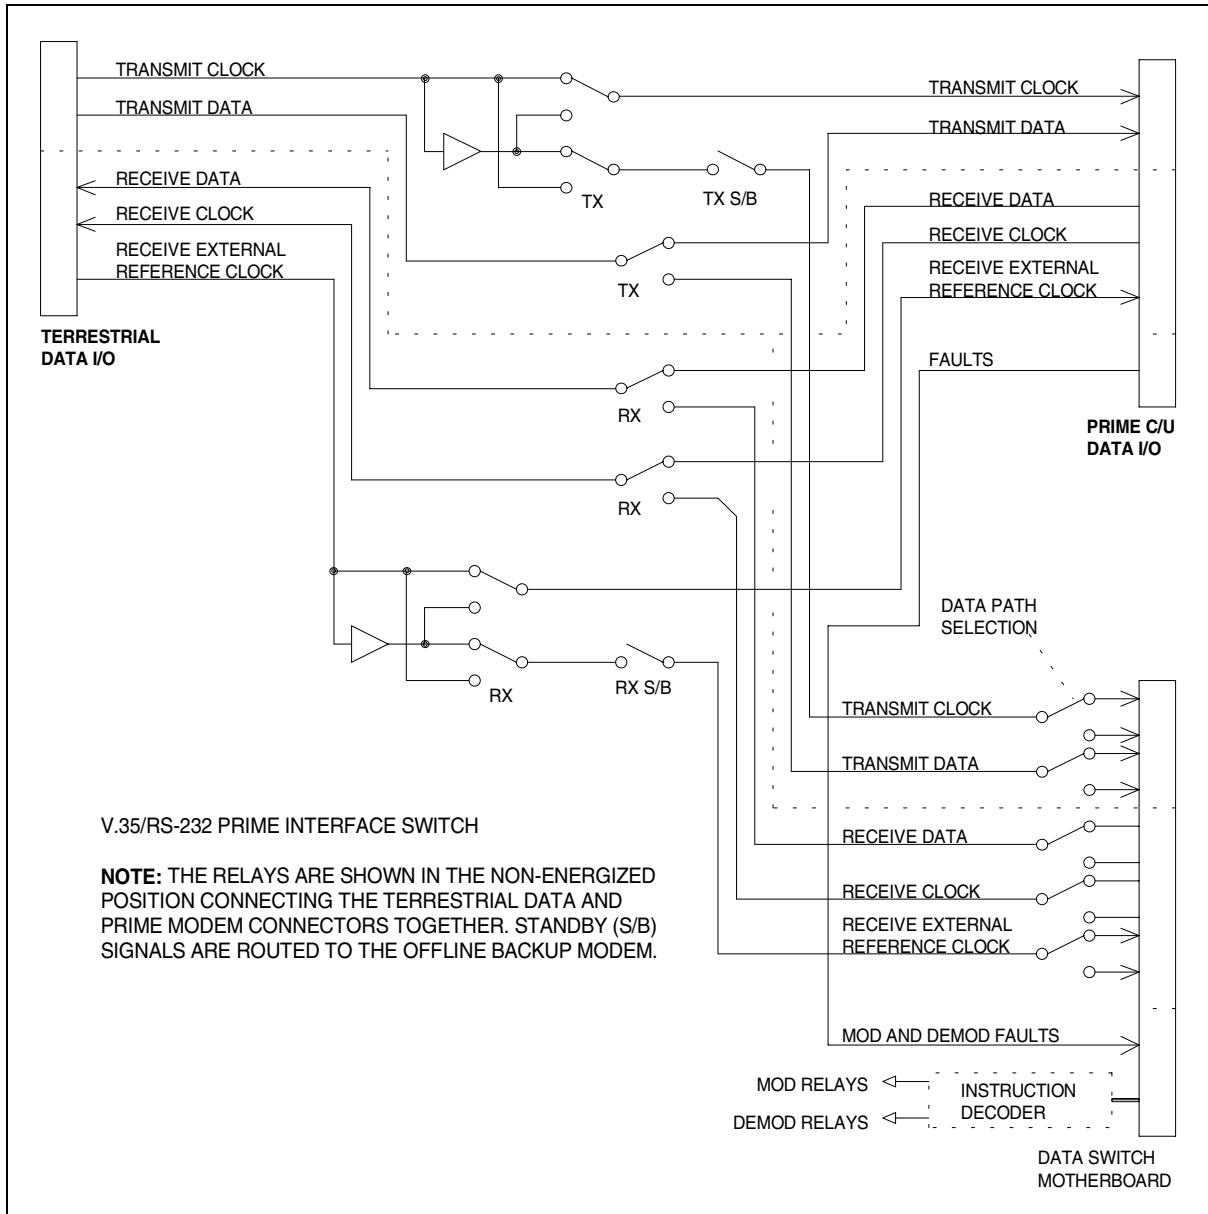 TRANSMIT CLOCK
TRANSMIT DATA
RECEIVE DATA
RECEIVE CLOCK
RECEIVE EXTERNAL
REFERENCE CLOCK
TERRESTRIAL
DATA I/O
TX
TX S/B
TX
RX
RX
RX
RX S/B
TRANSMIT CLOCK
TRANSMIT DATA
RECEIVE DATA
RECEIVE CLOCK
RECEIVE EXTERNAL
REFERENCE CLOCK
FAULTS
PRIME C/U
DATA I/O
DATA PATH
SELECTION
TRANSMIT CLOCK
TRANSMIT DATA
RECEIVE DATA
RECEIVE CLOCK
RECEIVE EXTERNAL
REFERENCE CLOCK
MOD AND DEMOD FAULTS
MOD RELAYS
DEMOD RELAYS
INSTRUCTION
DECODER
DATA SWITCH
MOTHERBOARD
V.35/RS-232 PRIME INTERFACE SWITCH
NOTE: THE RELAYS ARE SHOWN IN THE NON-ENERGIZED
POSITION CONNECTING THE TERRESTRIAL DATA AND
PRIME MODEM CONNECTORS TOGETHER. STANDBY (S/B)
SIGNALS ARE ROUTED TO THE OFFLINE BACKUP MODEM.